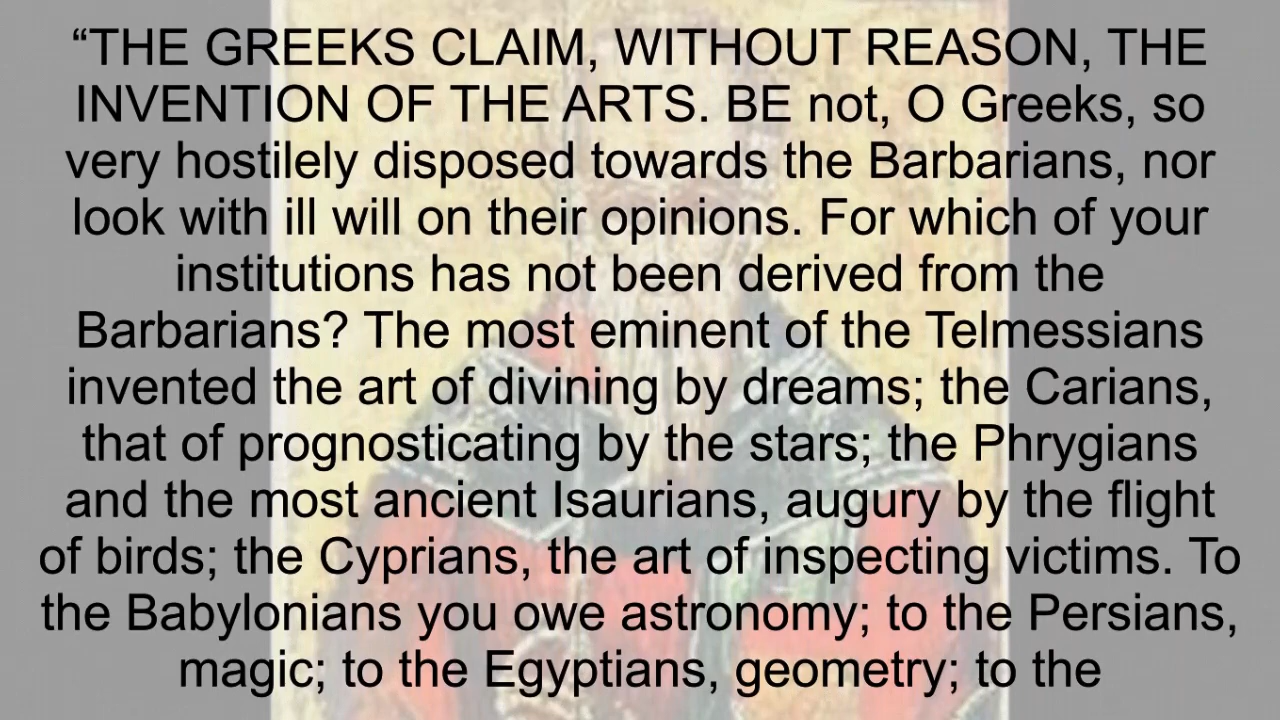 “THE GREEKS CLAIM, WITHOUT REASON, THE
INVENTION OF THE ARTS. BE not, O Greeks, so
very hostilely disposed towards the Barbarians, nor
look with ill will on their opinions. For which of your
institutions has not been derived from the
Barbarians? The most eminent of the Telmessians
invented the art of divining by dreams; the Carians,
that of prognosticating by the stars; the Phrygians
and the most ancient Isaurians, augury by the flight
of birds; the Cyprians, the art of inspecting victims. To
the Babylonians you owe astronomy; to the Persians,
magic; to the Egyptians, geometry; to the